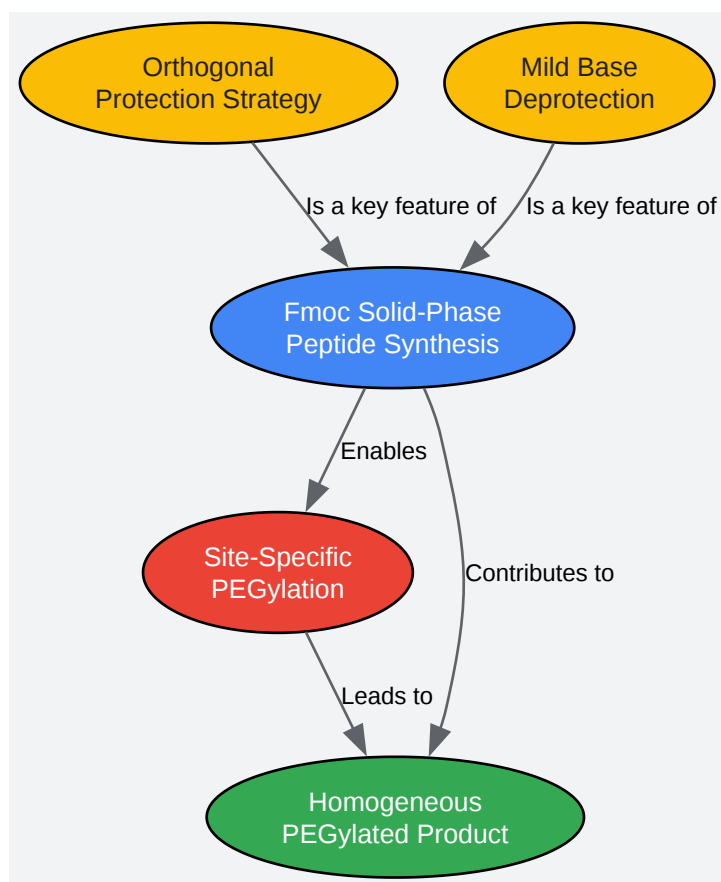 Orthogonal
Protection Strategy
Mild Base
Deprotection
Is a key feature of
Is a key feature of
Fmoc Solid-Phase
Peptide Synthesis
Enables
Site-Specific
PEGylation
Contributes to
Leads to
Homogeneous
PEGylated Product